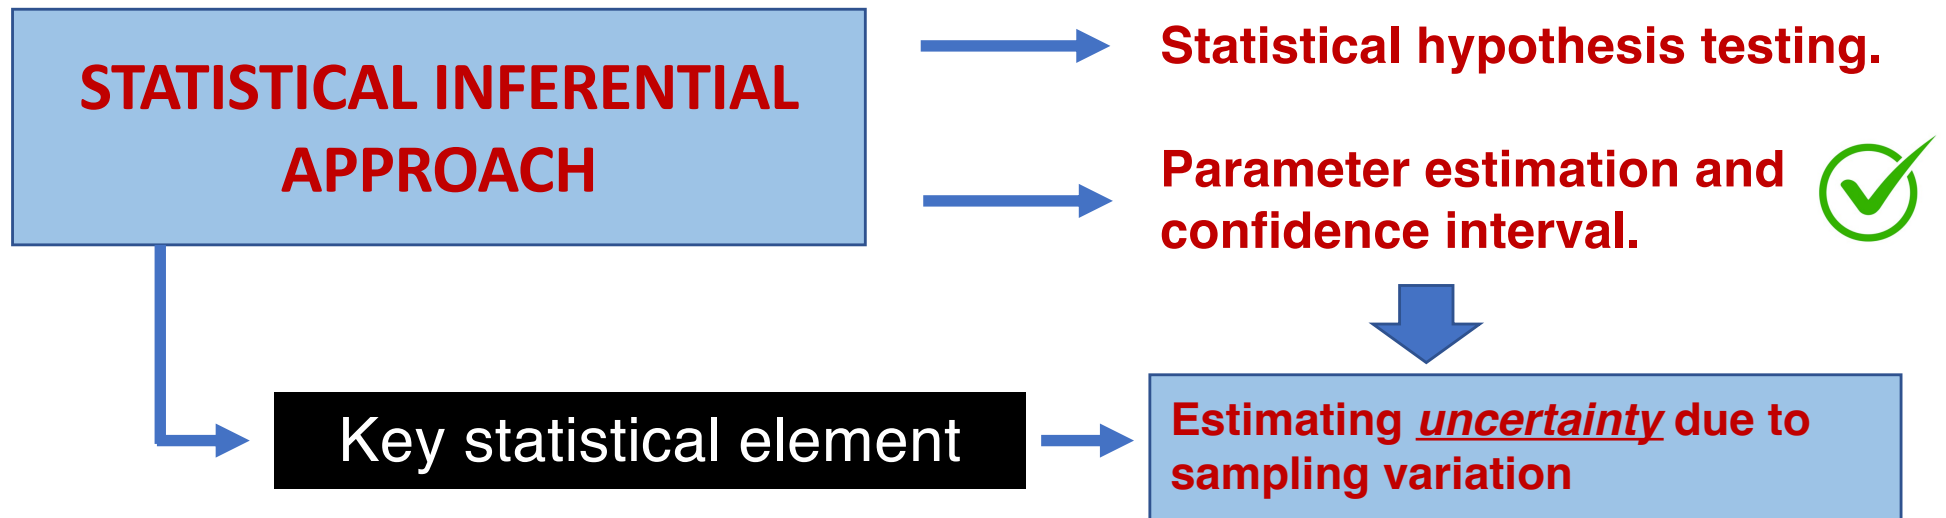 STATISTICAL INFERENTIAL
APPROACH
Statistical hypothesis testing.
Parameter estimation and
confidence interval.
Key statistical element
Estimating uncertainty due to
sampling variation